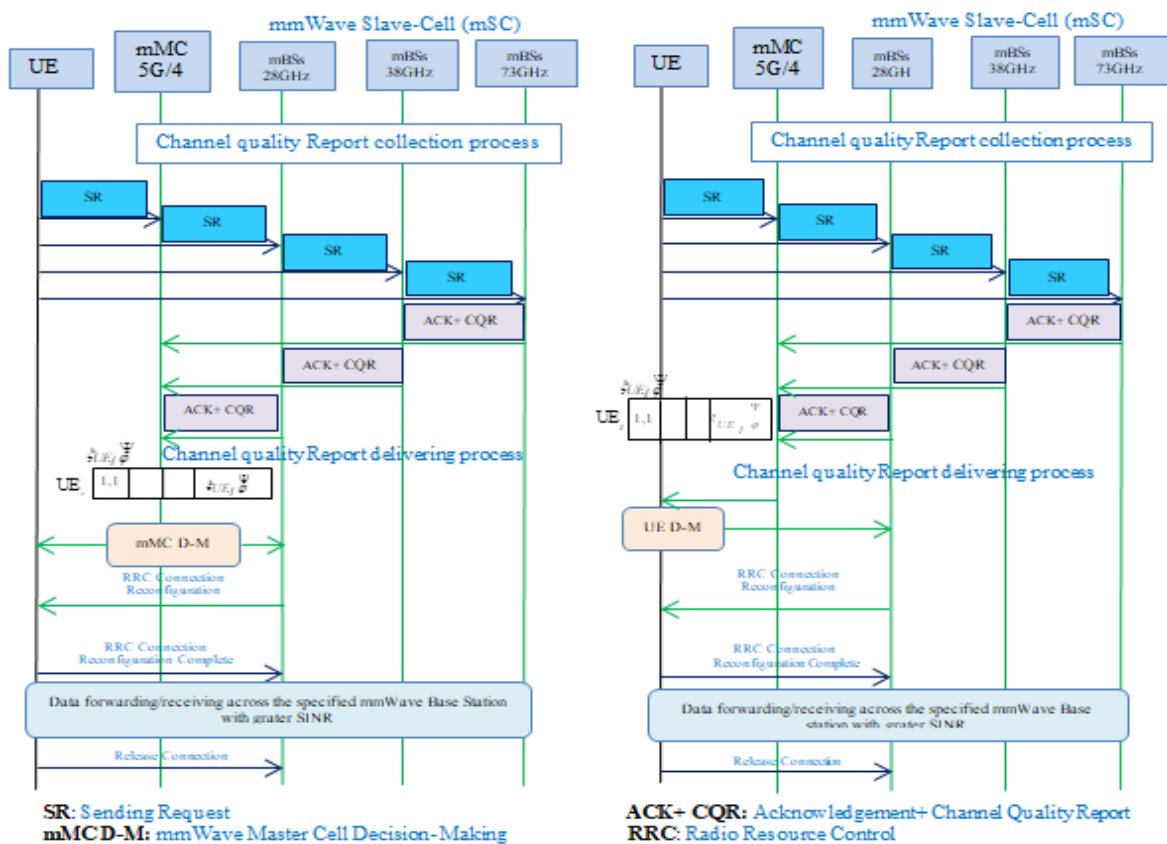 mmWave Slave-Cell (mSC)
UE
mMC
5G/4
mBSs
28GHz
mBSs
38GHz
mBSs
73GHz
Channel quality Report collection process
SR
SR
SR
SR
ACK+ CQR
ACK+ CQR
ACK+ CQR
Channel quality Report delivering process
UE
1,1
mMC D-M
RRC Connection
Reconfiguration
RRC Connection
Reconfiguration Complete
Data forwarding/receiving across the specified mmWave Base Station
with grater SINR
Release Connection
SR: Sending Request
mMC D-M: mmWave Master Cell Decision-Making
mmWave Slave-Cell (mSC)
UE
mMC
5G/4
mBSs
28GH
mBSs
38GHz
mBSs
73GHz
Channel quality Report collection process
SR
SR
SR
SR
ACK+ CQR
ACK+ CQR
ACK+ CQR
UE
1,1
Channel quality Report delivering process
UE D-M
RRC Connection
Reconfiguration
RRC Connection
Reconfiguration Complete
Data forwarding/receiving across the specified mmWave Base
station with grater SINR
Release Connection
ACK+ CQR: Acknowledgement+ Channel Quality Report
RRC: Radio Resource Control